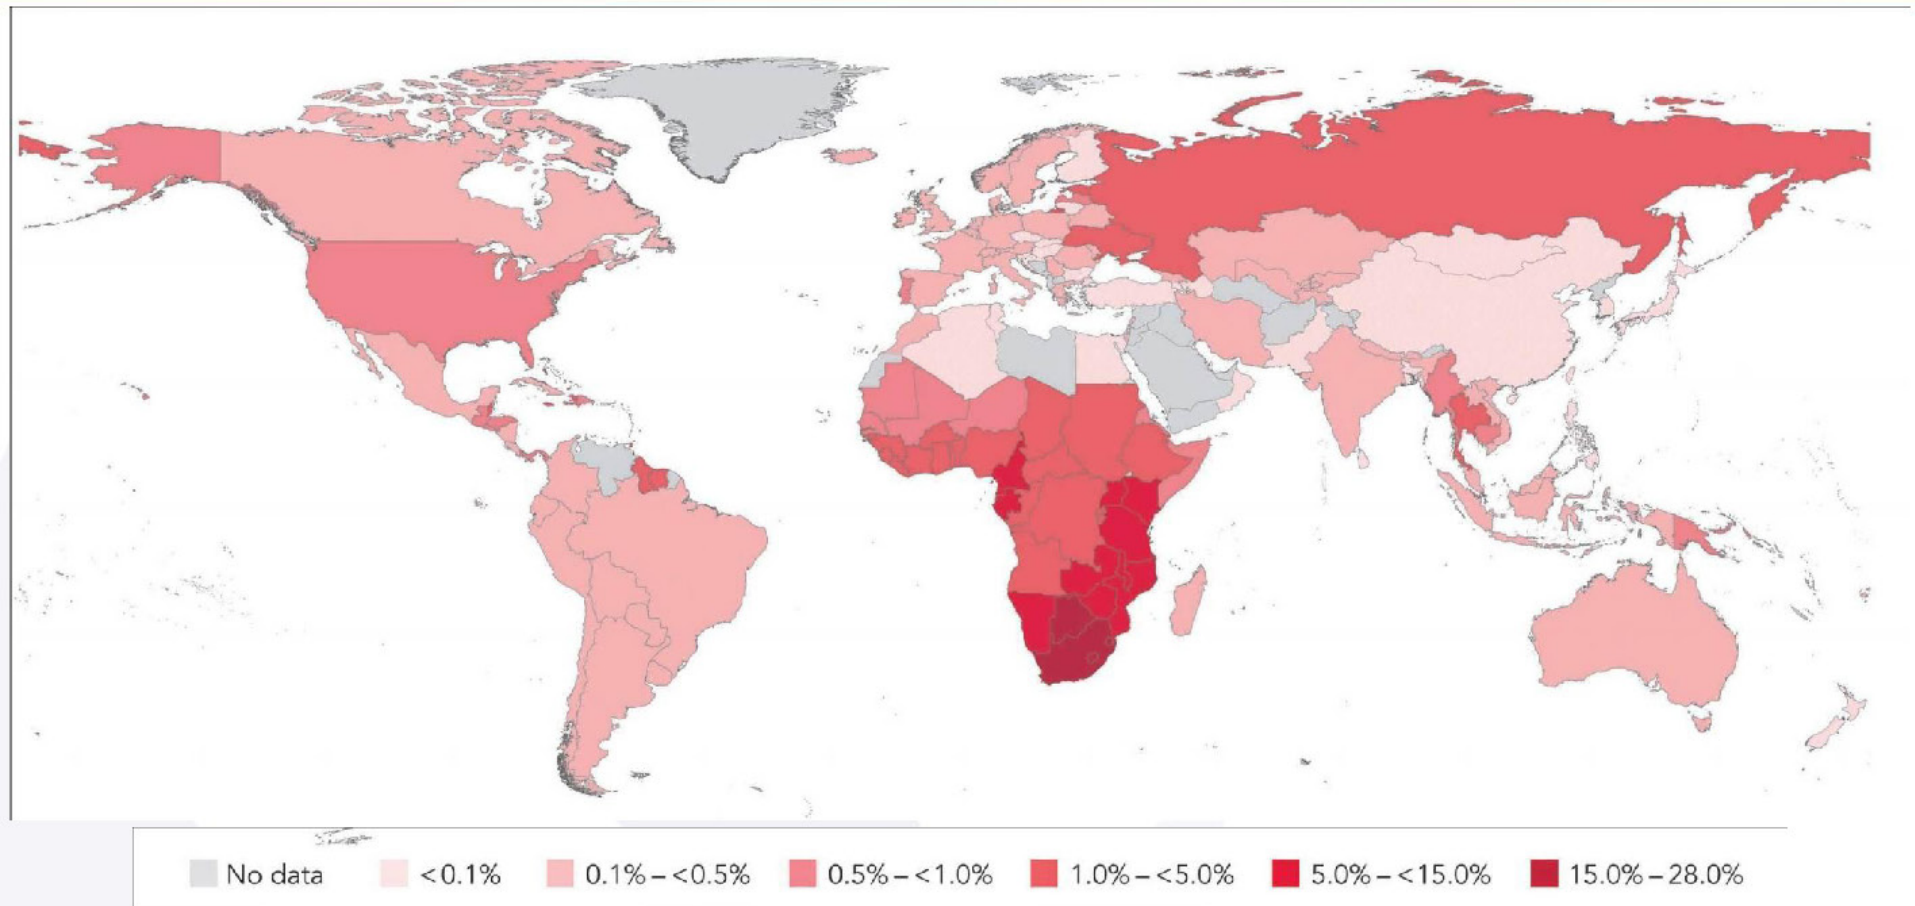 No data <0.1% 0.1% – <0.5% 0.5% – <1.0% 1.0% – <5.0% 5.0% – <15.0% 15.0% – 28.0%